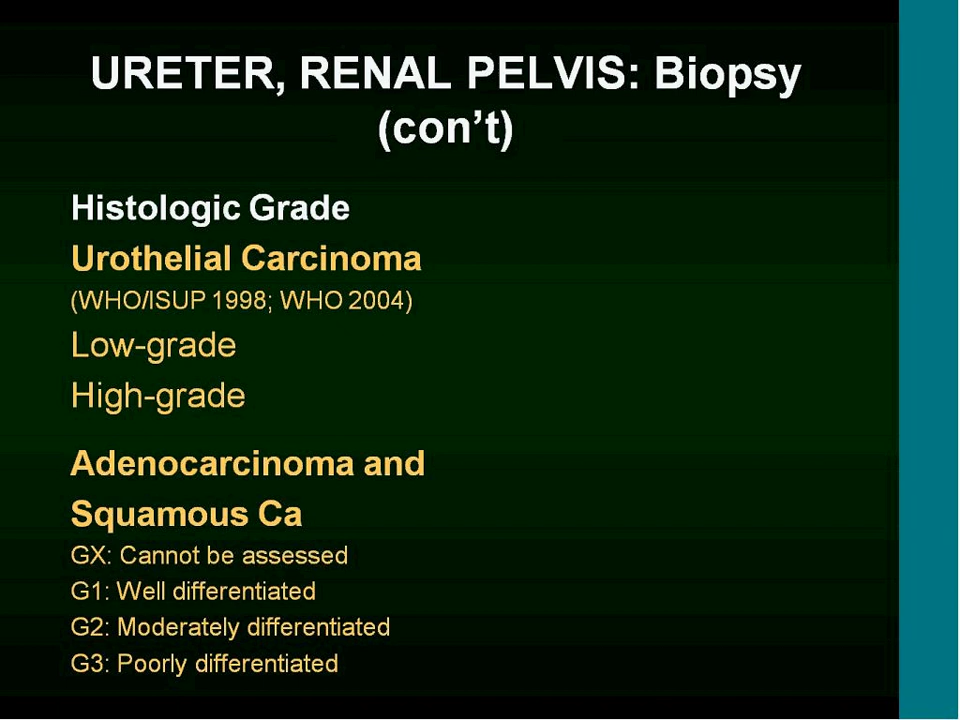 URETER, RENAL PELVIS: Biopsy
(con’t)
Histologic Grade
Urothelial Carcinoma
(WHO/ISUP 1998; WHO 2004)
Low-grade
High-grade
Adenocarcinoma and
Squamous Ca
GX: Cannot be assessed
G1: Well differentiated
G2: Moderately differentiated
G3: Poorly differentiated